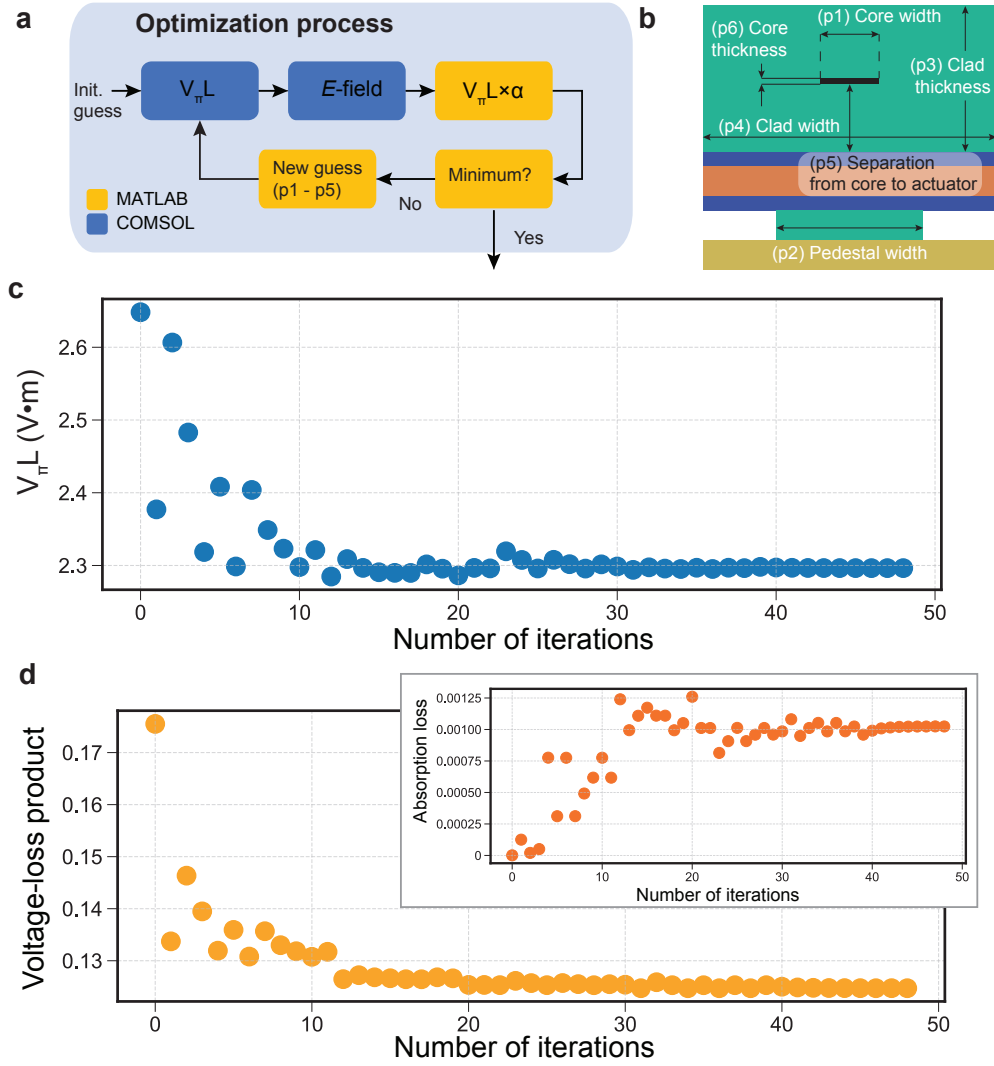 a
Optimization process
Init.
guess
VπL
E-field
VπL×α
New guess
(p1 - p5)
Minimum?
No
Yes
MATLAB
COMSOL
b
(p1) Core width
(p6) Core
thickness
(p3) Clad
thickness
(p4) Clad width
(p5) Separation
from core to actuator
(p2) Pedestal width
c
VπL (V•m)
2.6
2.5
2.4
2.3
0 10 20 30 40 50
Number of iterations
d
Voltage-loss product
0.17
0.16
0.15
0.14
0.13
0 10 20 30 40 50
Number of iterations
Absorption loss
0.00125
0.00100
0.00075
0.00050
0.00025
0
0 10 20 30 40 50
Number of iterations